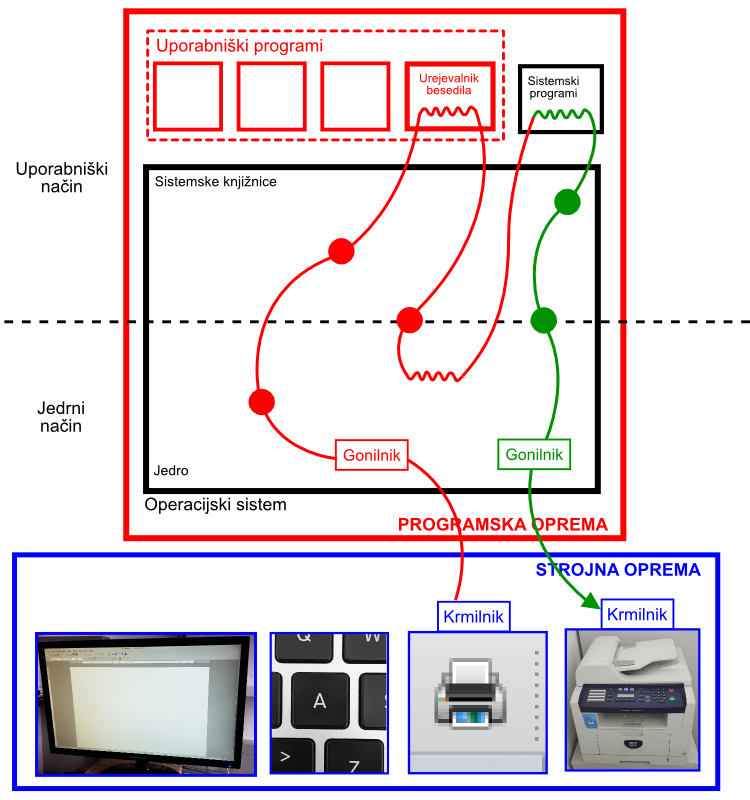 Uporabniški programi
Urejevalnik
besedila
Sistemski
programi
Uporabniški
način
Sistemske knjižnice
Jedrni
način
Gonilnik
Gonilnik
Jedro
Operacijski sistem
PROGRAMSKA OPREMA
STROJNA OPREMA
Krmilnik
Krmilnik
Q
W
A
S
>
Z